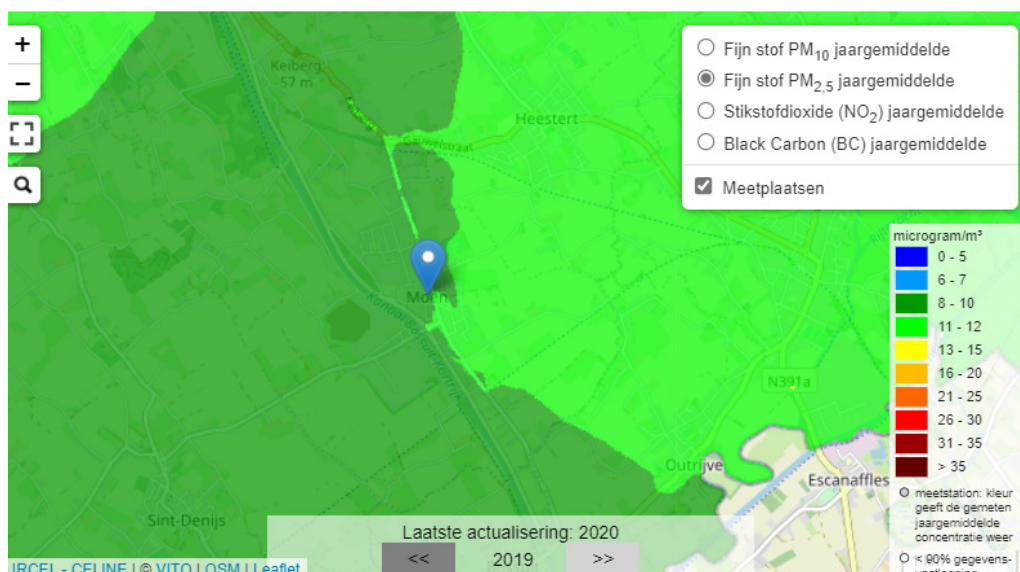 +
−
Keiberg
57 m
Heestert
Gauwelstraat
Moen
Kanaal Bossuit-Kortrijk
N391a
Outrijve
Escanaffles
Sint-Denijs
Fijn stof PM10 jaargemiddelde
Fijn stof PM2,5 jaargemiddelde
Stikstofdioxide (NO2) jaargemiddelde
Black Carbon (BC) jaargemiddelde
Meetplaatsen
microgram/m³
0 - 5
6 - 7
8 - 10
11 - 12
13 - 15
16 - 20
21 - 25
26 - 30
31 - 35
> 35
meetstation: kleur
geeft de gemeten
jaargemiddelde
concentratie weer
< 90% gegevens-
Laatste actualisering: 2020
<< 2019 >>
IRCEL - CELINE | © VITO | OSM | Leaflet